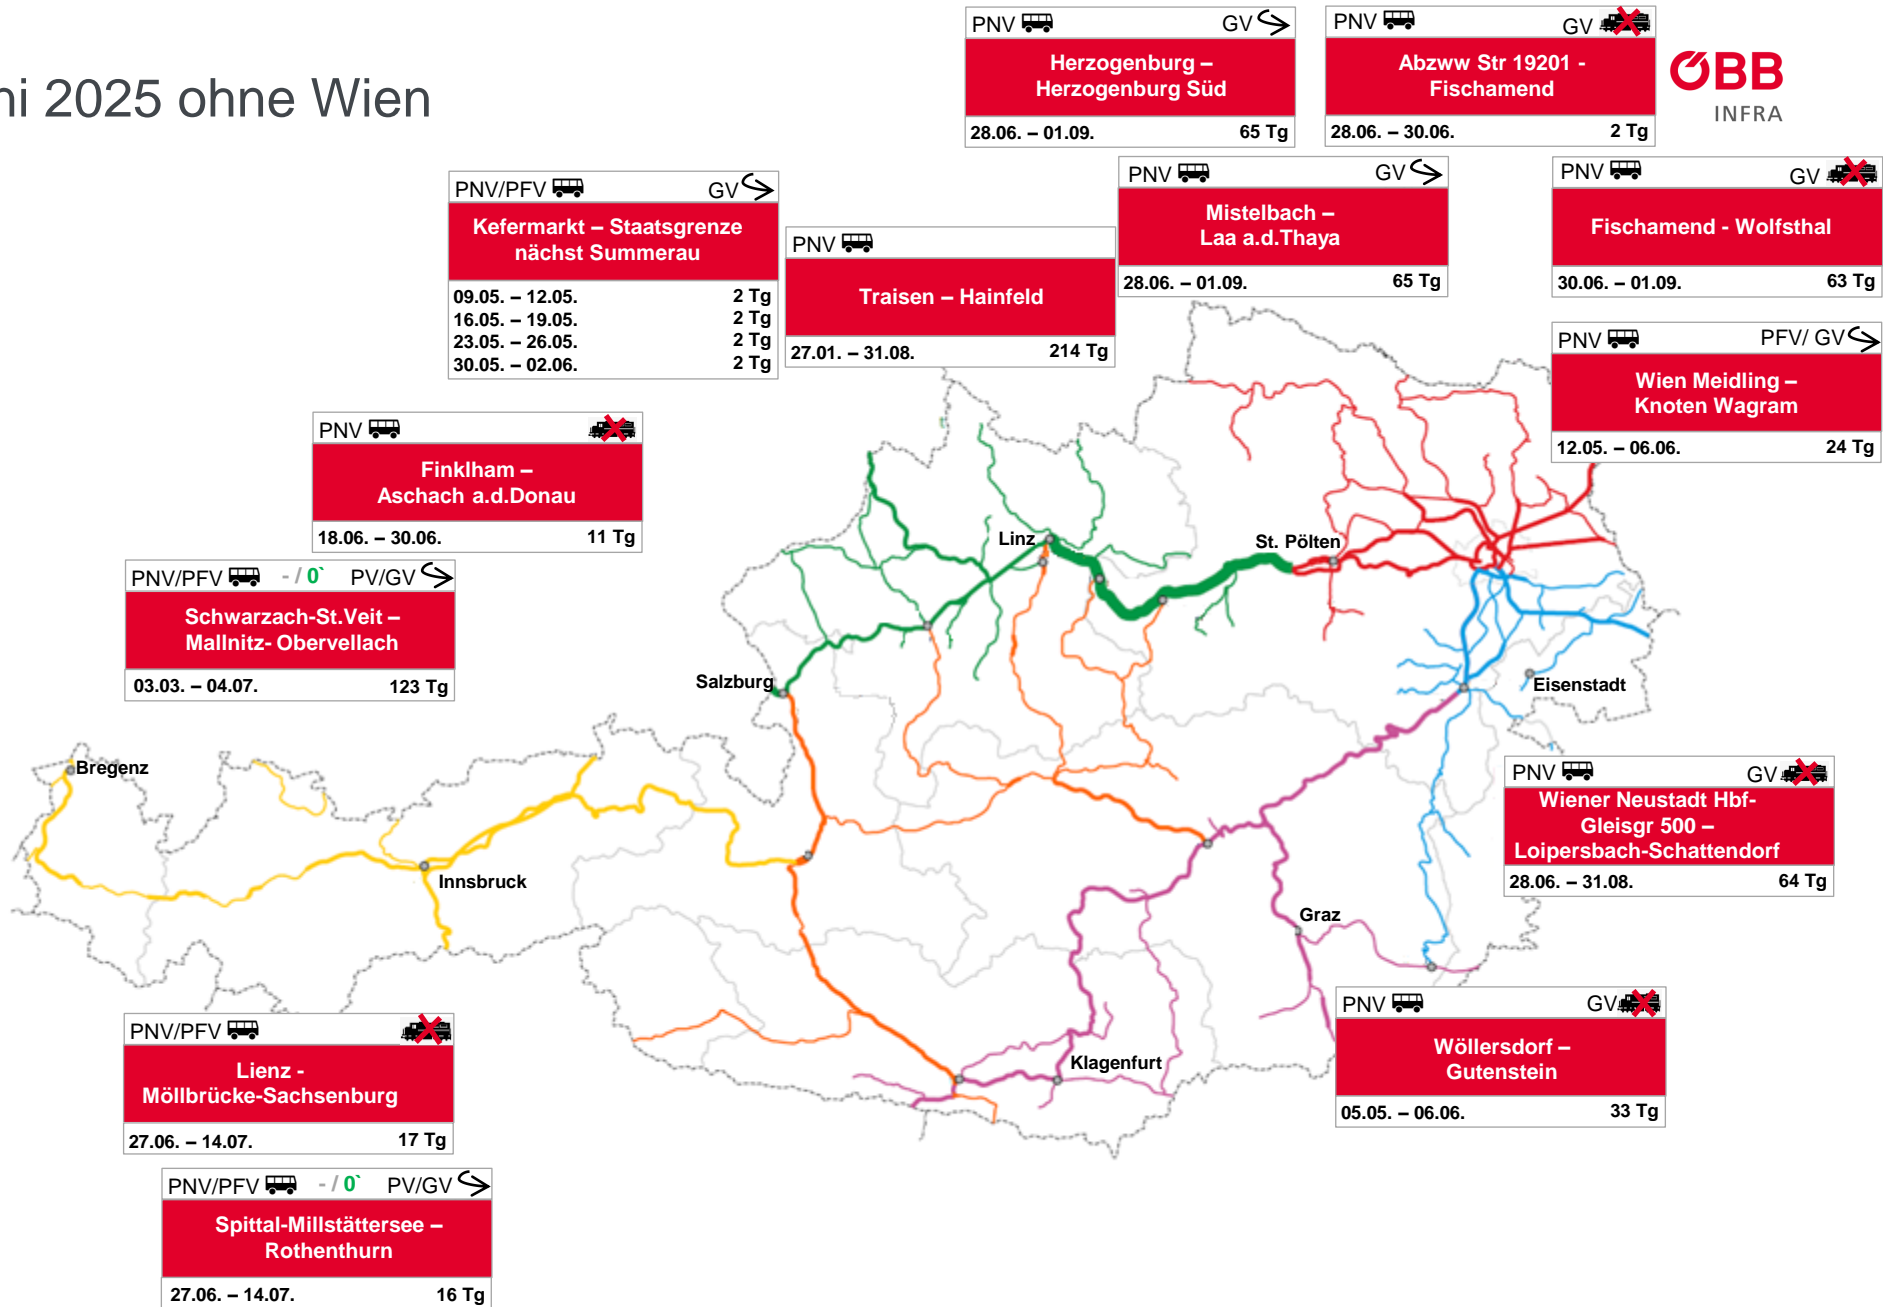 ni 2025 ohne Wien
PNV GV
Herzogenburg –
Herzogenburg Süd
28.06. – 01.09. 65 Tg
PNV GV
Abzww Str 19201 -
Fischamend
28.06. – 30.06. 2 Tg
ÖBB
INFRA
PNV/PFV GV
Kefermarkt – Staatsgrenze
nächst Summerau
09.05. – 12.05. 2 Tg
16.05. – 19.05. 2 Tg
23.05. – 26.05. 2 Tg
30.05. – 02.06. 2 Tg
PNV
Traisen – Hainfeld
27.01. – 31.08. 214 Tg
PNV GV
Mistelbach –
Laa a.d.Thaya
28.06. – 01.09. 65 Tg
PNV GV
Fischamend - Wolfsthal
30.06. – 01.09. 63 Tg
PNV PFV/ GV
Wien Meidling –
Knoten Wagram
12.05. – 06.06. 24 Tg
PNV
Finklham –
Aschach a.d.Donau
18.06. – 30.06. 11 Tg
PNV/PFV - / 0` PV/GV
Schwarzach-St.Veit –
Mallnitz- Obervellach
03.03. – 04.07. 123 Tg
Linz
St. Pölten
Salzburg
Eisenstadt
Bregenz
Innsbruck
Graz
Klagenfurt
PNV GV
Wiener Neustadt Hbf-
Gleisgr 500 –
Loipersbach-Schattendorf
28.06. – 31.08. 64 Tg
PNV GV
Wöllersdorf –
Gutenstein
05.05. – 06.06. 33 Tg
PNV/PFV
Lienz -
Möllbrücke-Sachsenburg
27.06. – 14.07. 17 Tg
PNV/PFV - / 0` PV/GV
Spittal-Millstättersee –
Rothenthurn
27.06. – 14.07. 16 Tg